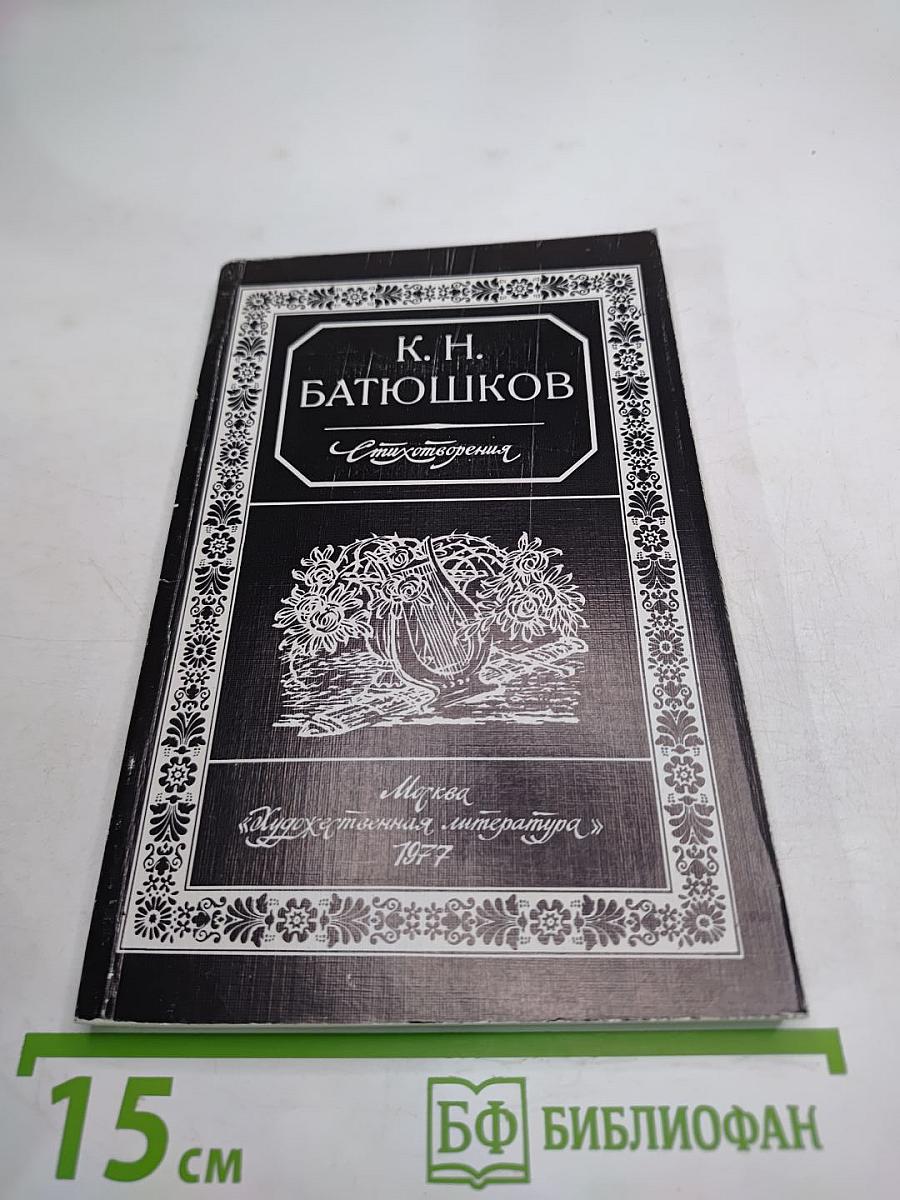 К. Н.
БАТЮШКОВ
Стихотворения
Москва
«Художественная литература»
1977
15 см
БФ БИБЛИОФАН